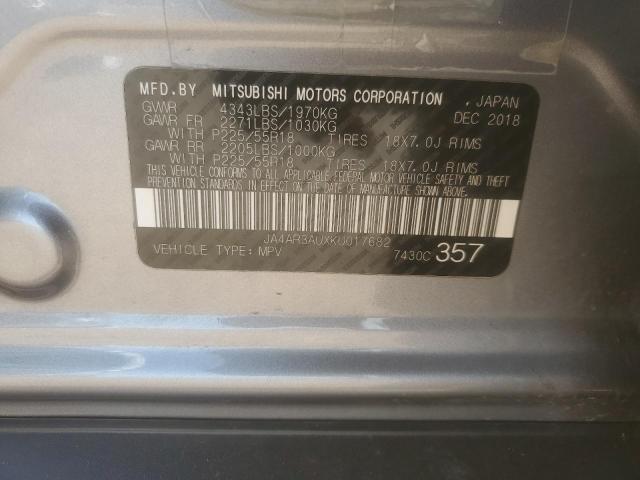 MFD.BY MITSUBISHI MOTORS CORPORATION , JAPAN
GVWR 4343LBS/1970KG DEC 2018
GAWR FR 2271LBS/1030KG
WITH P225/55R18 TIRES 18X7.0J RIMS
GAWR RR 2205LBS/1000KG
WITH P225/55R18 TIRES 18X7.0J RIMS
THIS VEHICLE CONFORMS TO ALL APPLICABLE FEDERAL MOTOR VEHICLE SAFETY AND THEFT
PREVENTION STANDARDS IN EFFECT ON THE DATE OF MANUFACTURE SHOWN ABOVE.
JA4AR3AUXKU017682
VEHICLE TYPE: MPV 7430C 357